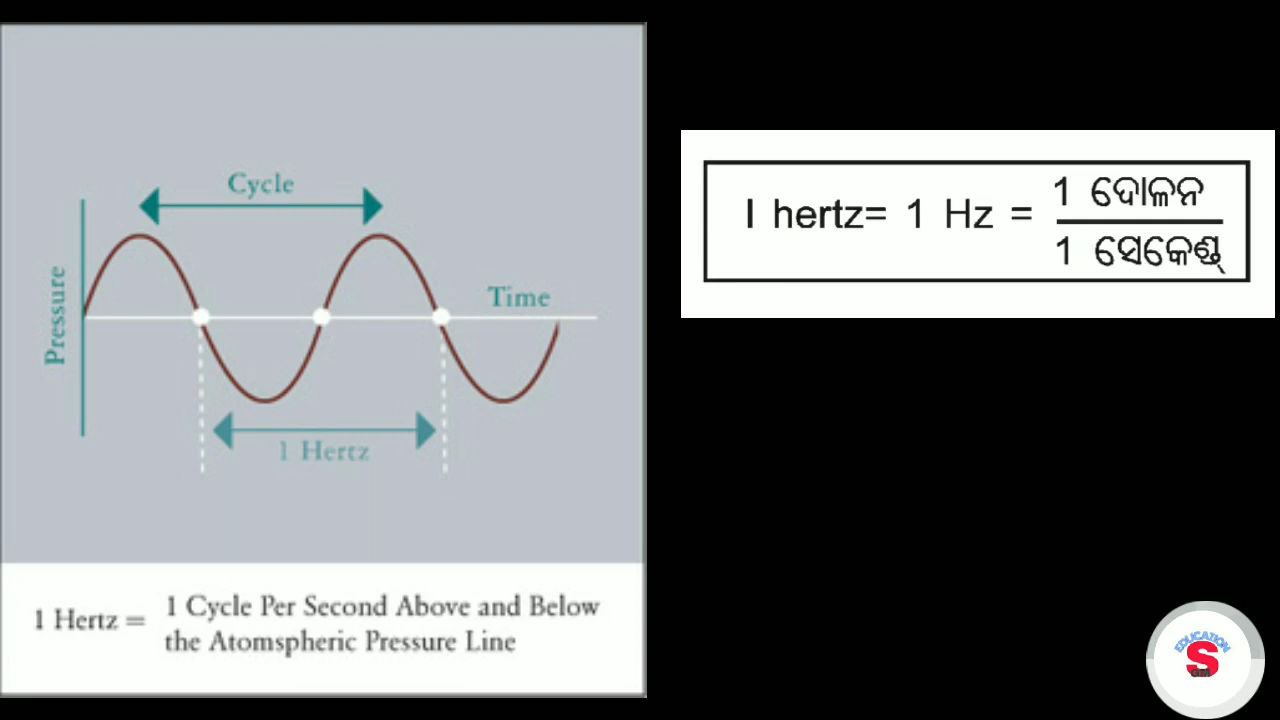 Cycle
Pressure
Time
1 Hertz
1 Hertz = 1 Cycle Per Second Above and Below
the Atomspheric Pressure Line
I hertz= 1 Hz = 1 ଦୋଳନ
1 ସେକେଣ୍ଡ୍
EDUCATION
S